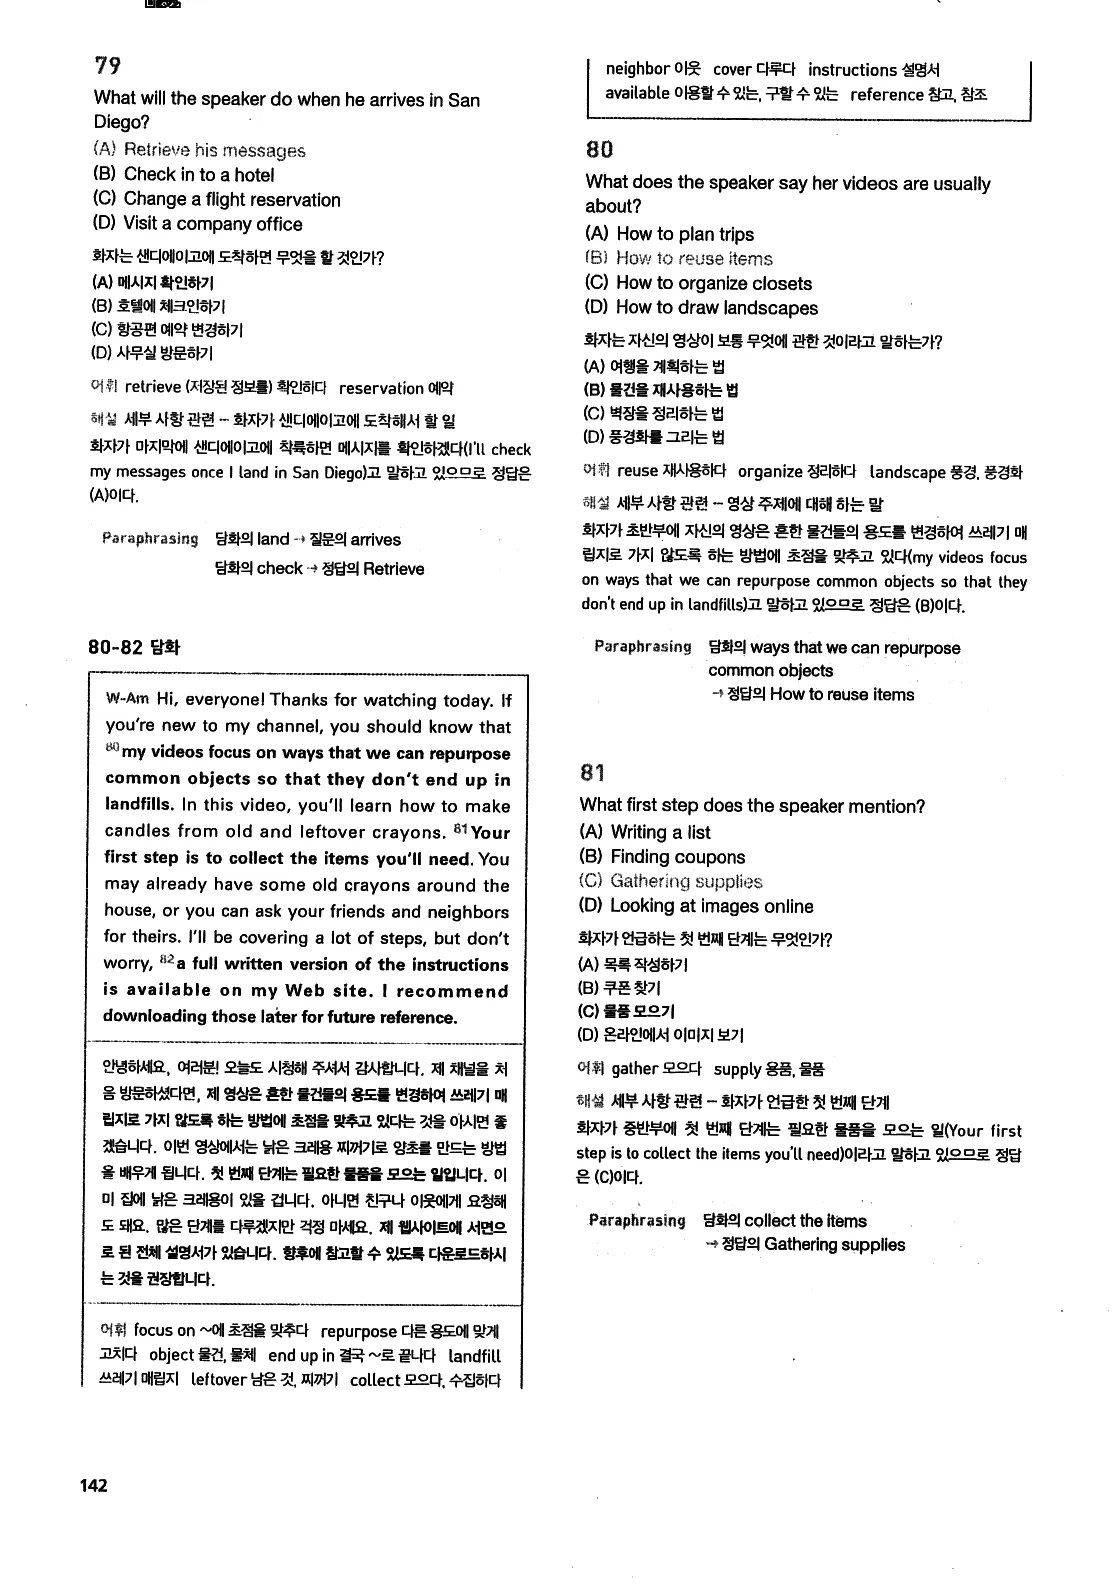 79
What will the speaker do when he arrives in San
Diego?
(A) Retrieve his messages
(B) Check in to a hotel
(C) Change a flight reservation
(D) Visit a company office
화자는 샌디에이고에 도착하면 무엇을 할 것인가?
(A) 메시지 확인하기
(B) 호텔에 체크인하기
(C) 항공편 예약 변경하기
(D) 사무실 방문하기
어휘 retrieve (저장된 정보를) 확인하다 reservation 예약
해설 세부 사항 관련 – 화자가 샌디에이고에 도착해서 할 일
화자가 마지막에 샌디에이고에 착륙하면 메시지를 확인하겠다(I'll check
my messages once I land in San Diego)고 말하고 있으므로 정답은
(A)이다.
Paraphrasing 담화의 land → 질문의 arrives
담화의 check → 정답의 Retrieve
80-82 담화
W-Am Hi, everyone! Thanks for watching today. If
you're new to my channel, you should know that
80 my videos focus on ways that we can repurpose
common objects so that they don't end up in
landfills. In this video, you'll learn how to make
candles from old and leftover crayons. 81 Your
first step is to collect the items you'll need. You
may already have some old crayons around the
house, or you can ask your friends and neighbors
for theirs. I'll be covering a lot of steps, but don't
worry, 82 a full written version of the instructions
is available on my Web site. I recommend
downloading those later for future reference.
안녕하세요, 여러분! 오늘도 시청해 주셔서 감사합니다. 제 채널을 처
음 방문하셨다면, 제 영상은 흔한 물건들의 용도를 변경하여 쓰레기 매
립지로 가지 않도록 하는 방법에 초점을 맞추고 있다는 것을 아시면 좋
겠습니다. 이번 영상에서는 낡은 크레용 찌꺼기로 양초를 만드는 방법
을 배우게 됩니다. 첫 번째 단계는 필요한 물품을 모으는 일입니다. 이
미 집에 낡은 크레용이 있을 겁니다. 아니면 친구나 이웃에게 요청해
도 돼요. 많은 단계를 다루겠지만 걱정 마세요. 제 웹사이트에 서면으
로 된 전체 설명서가 있습니다. 향후에 참고할 수 있도록 다운로드하시
는 것을 권장합니다.
어휘 focus on ~에 초점을 맞추다 repurpose 다른 용도에 맞게
고치다 object 물건, 물체 end up in 결국 ~로 끝나다 landfill
쓰레기 매립지 leftover 남은 것, 찌꺼기 collect 모으다, 수집하다
142
neighbor 이웃 cover 다루다 instructions 설명서
available 이용할 수 있는, 구할 수 있는 reference 참고, 참조
80
What does the speaker say her videos are usually
about?
(A) How to plan trips
(B) How to reuse items
(C) How to organize closets
(D) How to draw landscapes
화자는 자신의 영상이 보통 무엇에 관한 것이라고 말하는가?
(A) 여행을 계획하는 법
(B) 물건을 재사용하는 법
(C) 벽장을 정리하는 법
(D) 풍경화를 그리는 법
어휘 reuse 재사용하다 organize 정리하다 landscape 풍경, 풍경화
해설 세부 사항 관련 – 영상 주제에 대해 하는 말
화자가 초반부에 자신의 영상은 흔한 물건들의 용도를 변경하여 쓰레기 매
립지로 가지 않도록 하는 방법에 초점을 맞추고 있다(my videos focus
on ways that we can repurpose common objects so that they
don't end up in landfills)고 말하고 있으므로 정답은 (B)이다.
Paraphrasing 담화의 ways that we can repurpose
common objects
→ 정답의 How to reuse items
81
What first step does the speaker mention?
(A) Writing a list
(B) Finding coupons
(C) Gathering supplies
(D) Looking at images online
화자가 언급하는 첫 번째 단계는 무엇인가?
(A) 목록 작성하기
(B) 쿠폰 찾기
(C) 물품 모으기
(D) 온라인에서 이미지 보기
어휘 gather 모으다 supply 용품, 물품
해설 세부 사항 관련 – 화자가 언급한 첫 번째 단계
화자가 중반부에 첫 번째 단계는 필요한 물품을 모으는 일(Your first
step is to collect the items you'll need)이라고 말하고 있으므로 정답
은 (C)이다.
Paraphrasing 담화의 collect the items
→ 정답의 Gathering supplies